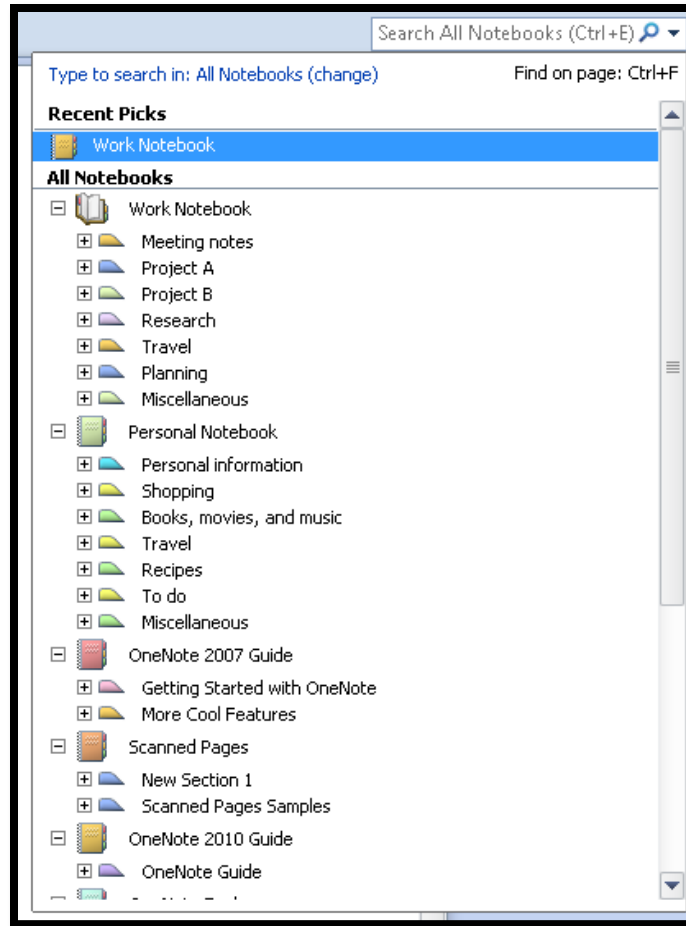 Search All Notebooks (Ctrl+E)
Type to search in: All Notebooks (change) Find on page: Ctrl+F
Recent Picks
Work Notebook
All Notebooks
Work Notebook
Meeting notes
Project A
Project B
Research
Travel
Planning
Miscellaneous
Personal Notebook
Personal information
Shopping
Books, movies, and music
Travel
Recipes
To do
Miscellaneous
OneNote 2007 Guide
Getting Started with OneNote
More Cool Features
Scanned Pages
New Section 1
Scanned Pages Samples
OneNote 2010 Guide
OneNote Guide